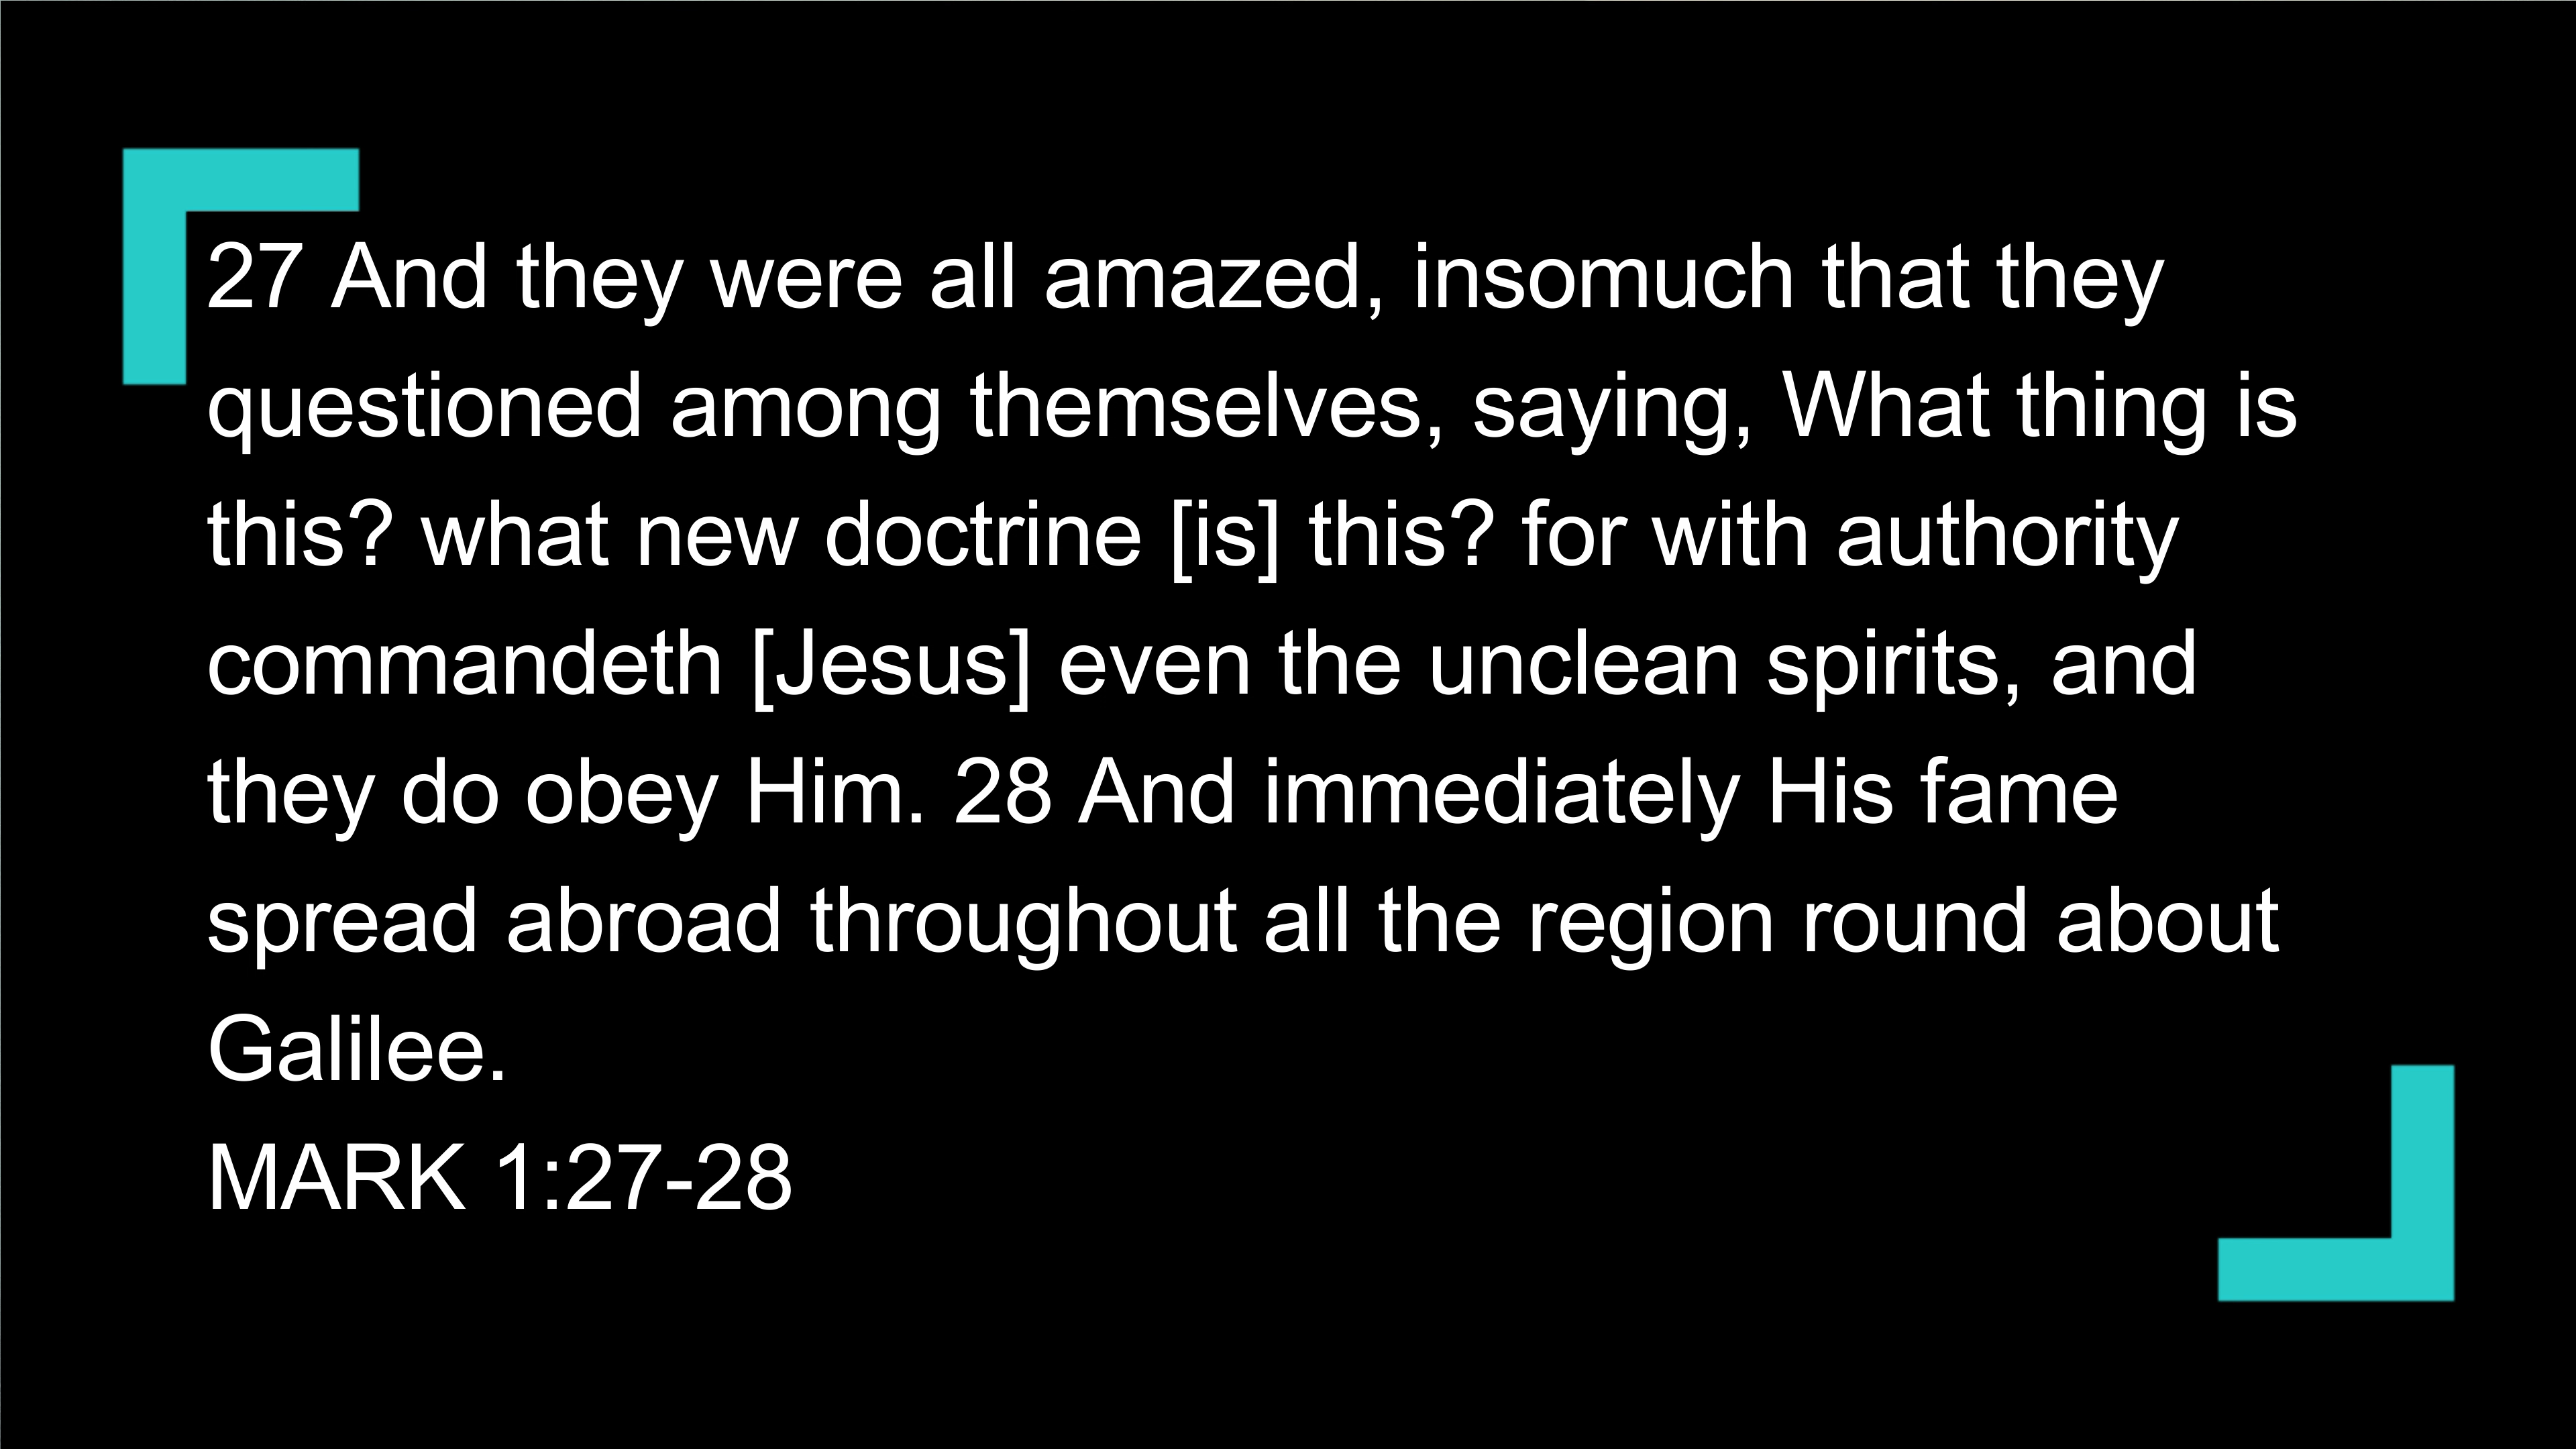 27 And they were all amazed, insomuch that they
questioned among themselves, saying, What thing is
this? what new doctrine [is] this? for with authority
commandeth [Jesus] even the unclean spirits, and
they do obey Him. 28 And immediately His fame
spread abroad throughout all the region round about
Galilee.
MARK 1:27-28